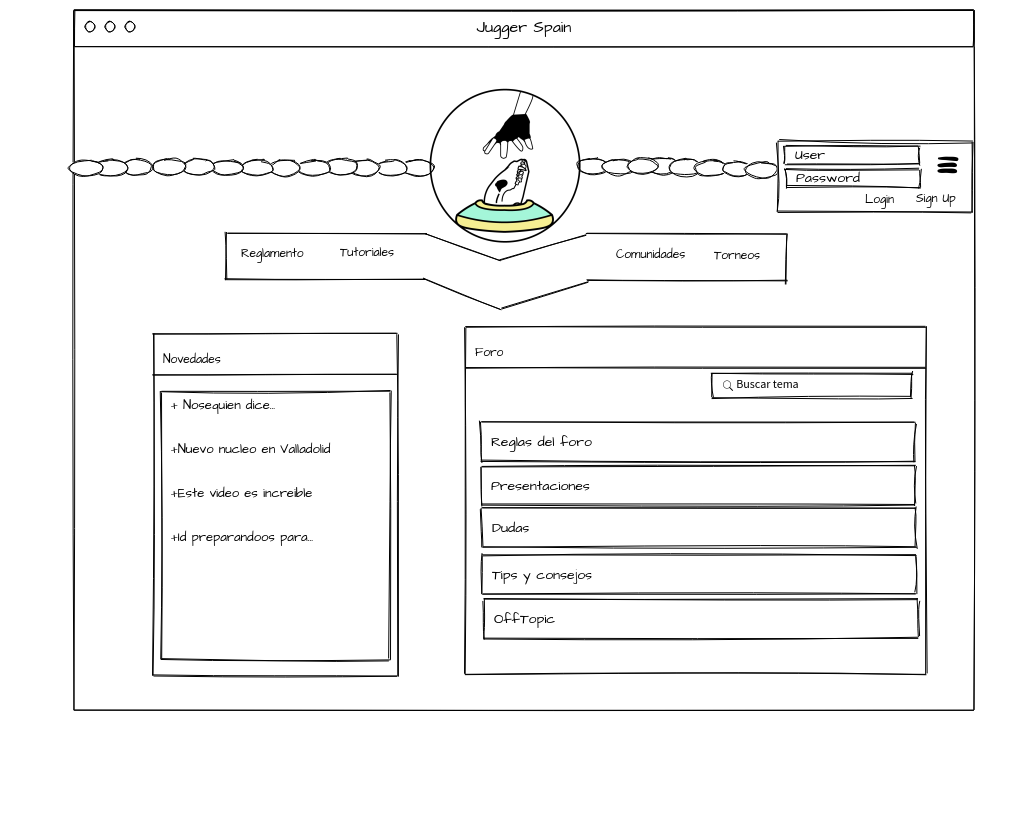 Jugger Spain
User
Password
Login Sign Up
Reglamento Tutoriales Comunidades Torneos
Novedades
+ Nosequien dice...
+Nuevo nucleo en Valladolid
+Este video es increible
+Id preparandoos para...
Foro
Buscar tema
Reglas del foro
Presentaciones
Dudas
Tips y consejos
OffTopic